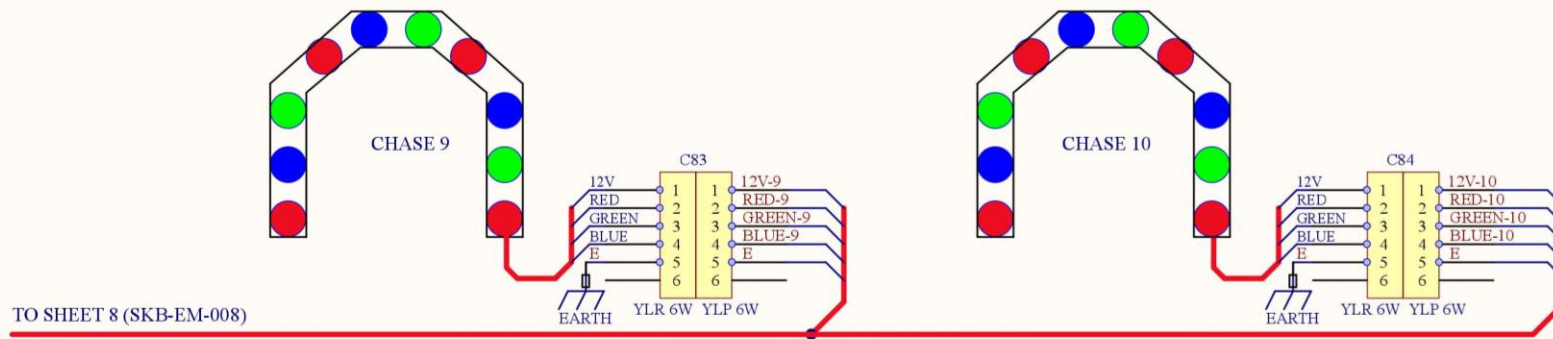 CHASE 9
CHASE 10
C83
12V 1 1 12V-9
RED 2 2 RED-9
GREEN 3 3 GREEN-9
BLUE 4 4 BLUE-9
E 5 5 E
6 6
EARTH YLR 6W YLP 6W
C84
12V 1 1 12V-10
RED 2 2 RED-10
GREEN 3 3 GREEN-10
BLUE 4 4 BLUE-10
E 5 5 E
6 6
EARTH YLR 6W YLP 6W
TO SHEET 8 (SKB-EM-008)